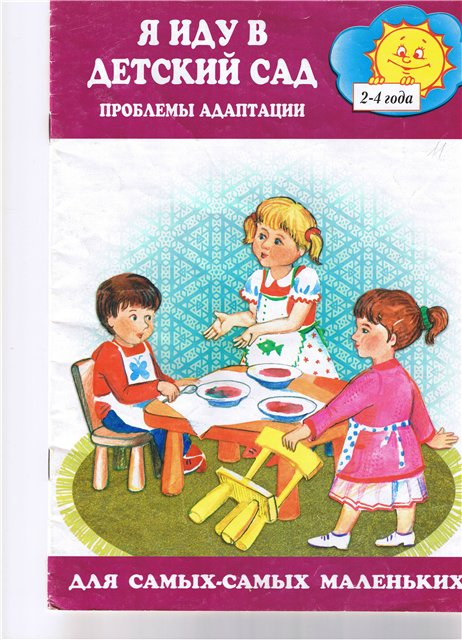 Я ИДУ В
ДЕТСКИЙ САД
ПРОБЛЕМЫ АДАПТАЦИИ
2-4 года
ДЛЯ САМЫХ-САМЫХ МАЛЕНЬКИХ